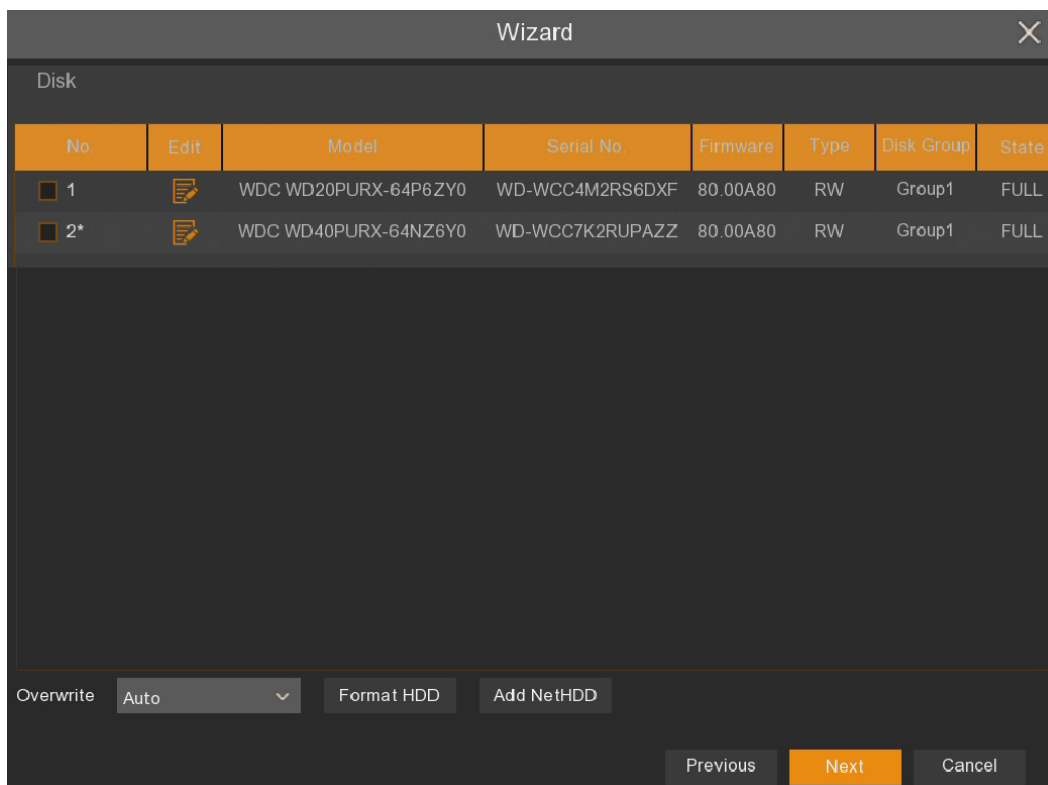 Wizard
Disk
No. Edit Model Serial No. Firmware Type Disk Group State
1 WDC WD20PURX-64P6ZY0 WD-WCC4M2RS6DXF 80.00A80 RW Group1 FULL
2* WDC WD40PURX-64NZ6Y0 WD-WCC7K2RUPAZZ 80.00A80 RW Group1 FULL
Overwrite Auto Format HDD Add NetHDD
Previous Next Cancel